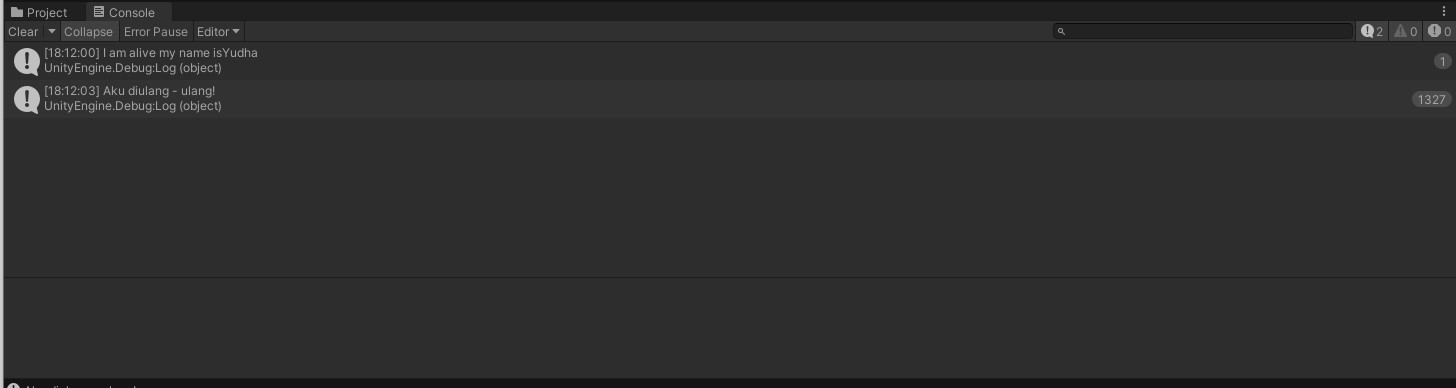 Project Console
Clear Collapse Error Pause Editor 2 0 0
[18:12:00] I am alive my name isYudha
UnityEngine.Debug:Log (object)
1
[18:12:03] Aku diulang - ulang!
UnityEngine.Debug:Log (object)
1327